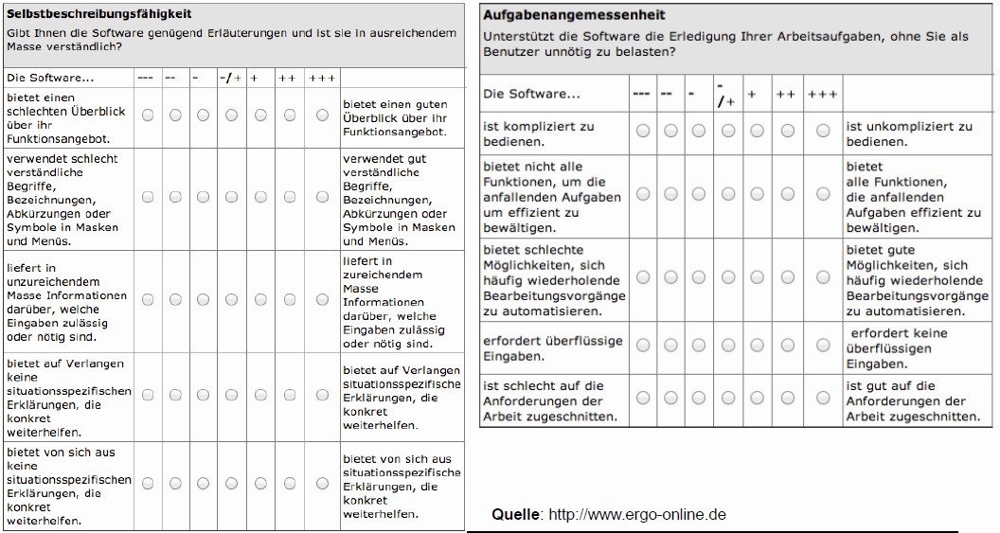 Selbstbeschreibungsfähigkeit
Gibt Ihnen die Software genügend Erläuterungen und ist sie in ausreichendem
Masse verständlich?
Die Software... --- -- - -/+ + ++ +++
bietet einen
schlechten Überblick
über ihr
Funktionsangebot.
bietet einen guten
Überblick über ihr
Funktionsangebot.
verwendet schlecht
verständliche
Begriffe,
Bezeichnungen,
Abkürzungen oder
Symbole in Masken
und Menüs.
verwendet gut
verständliche
Begriffe,
Bezeichnungen,
Abkürzungen oder
Symbole in Masken
und Menüs.
liefert in
unzureichendem
Masse Informationen
darüber, welche
Eingaben zulässig
oder nötig sind.
liefert in
zureichendem
Masse
Informationen
darüber, welche
Eingaben zulässig
oder nötig sind.
bietet auf Verlangen
keine
situationsspezifischen
Erklärungen, die
konkret
weiterhelfen.
bietet auf Verlangen
situationsspezifische
Erklärungen, die
konkret
weiterhelfen.
bietet von sich aus
keine
situationsspezifischen
Erklärungen, die
konkret
weiterhelfen.
bietet von sich aus
situationsspezifische
Erklärungen, die
konkret
weiterhelfen.
Aufgabenangemessenheit
Unterstützt die Software die Erledigung Ihrer Arbeitsaufgaben, ohne Sie als
Benutzer unnötig zu belasten?
Die Software... --- -- - -/+ + ++ +++
ist kompliziert zu
bedienen.
ist unkompliziert zu
bedienen.
bietet nicht alle
Funktionen, um die
anfallenden Aufgaben
um effizient zu
bewältigen.
bietet
alle Funktionen,
die anfallenden
Aufgaben effizient zu
bewältigen.
bietet schlechte
Möglichkeiten, sich
häufig wiederholende
Bearbeitungsvorgänge
zu automatisieren.
bietet gute
Möglichkeiten, sich
häufig wiederholende
Bearbeitungsvorgänge
zu automatisieren.
erfordert überflüssige
Eingaben.
erfordert keine
überflüssigen
Eingaben.
ist schlecht auf die
Anforderungen der
Arbeit zugeschnitten.
ist gut auf die
Anforderungen der
Arbeit zugeschnitten.
Quelle: http://www.ergo-online.de